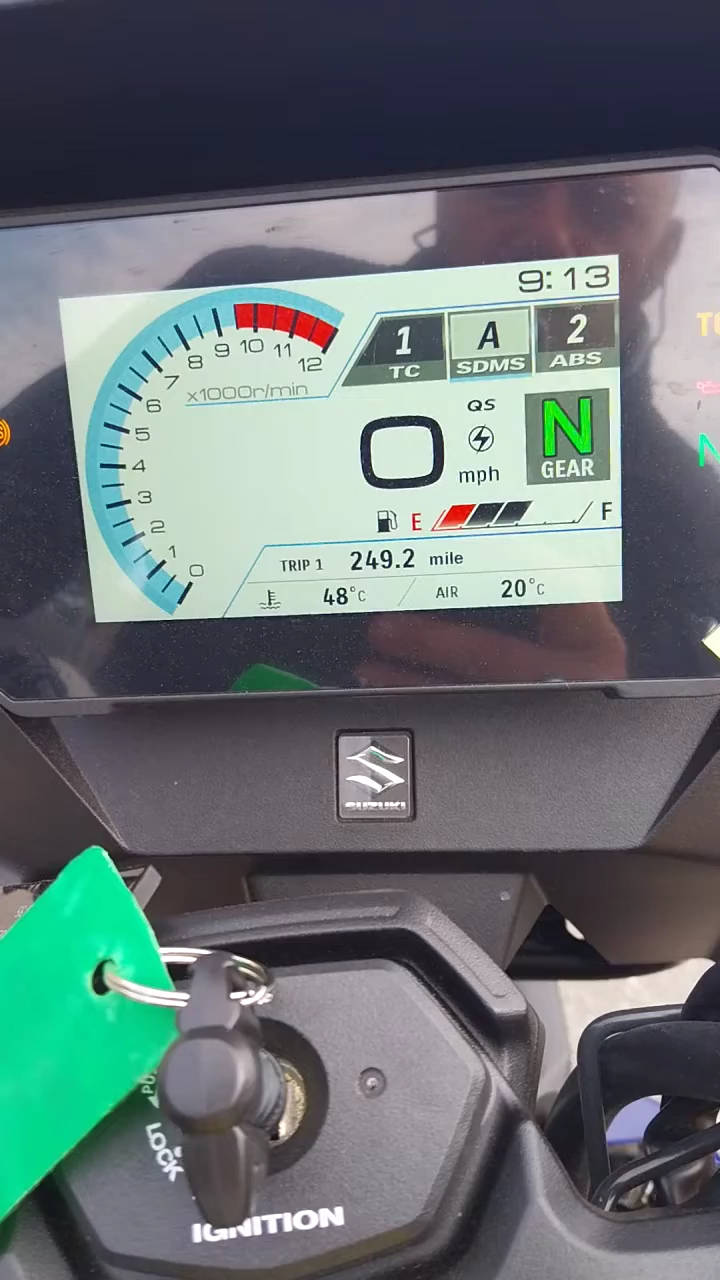 9:13
1 A 2
TC SDMS ABS
0 1 2 3 4 5 6 7 8 9 10 11 12
x1000r/min
QS
0 mph
N
GEAR
E F
TRIP 1 249.2 mile
48°C AIR 20°C
SUZUKI
LOCK
IGNITION